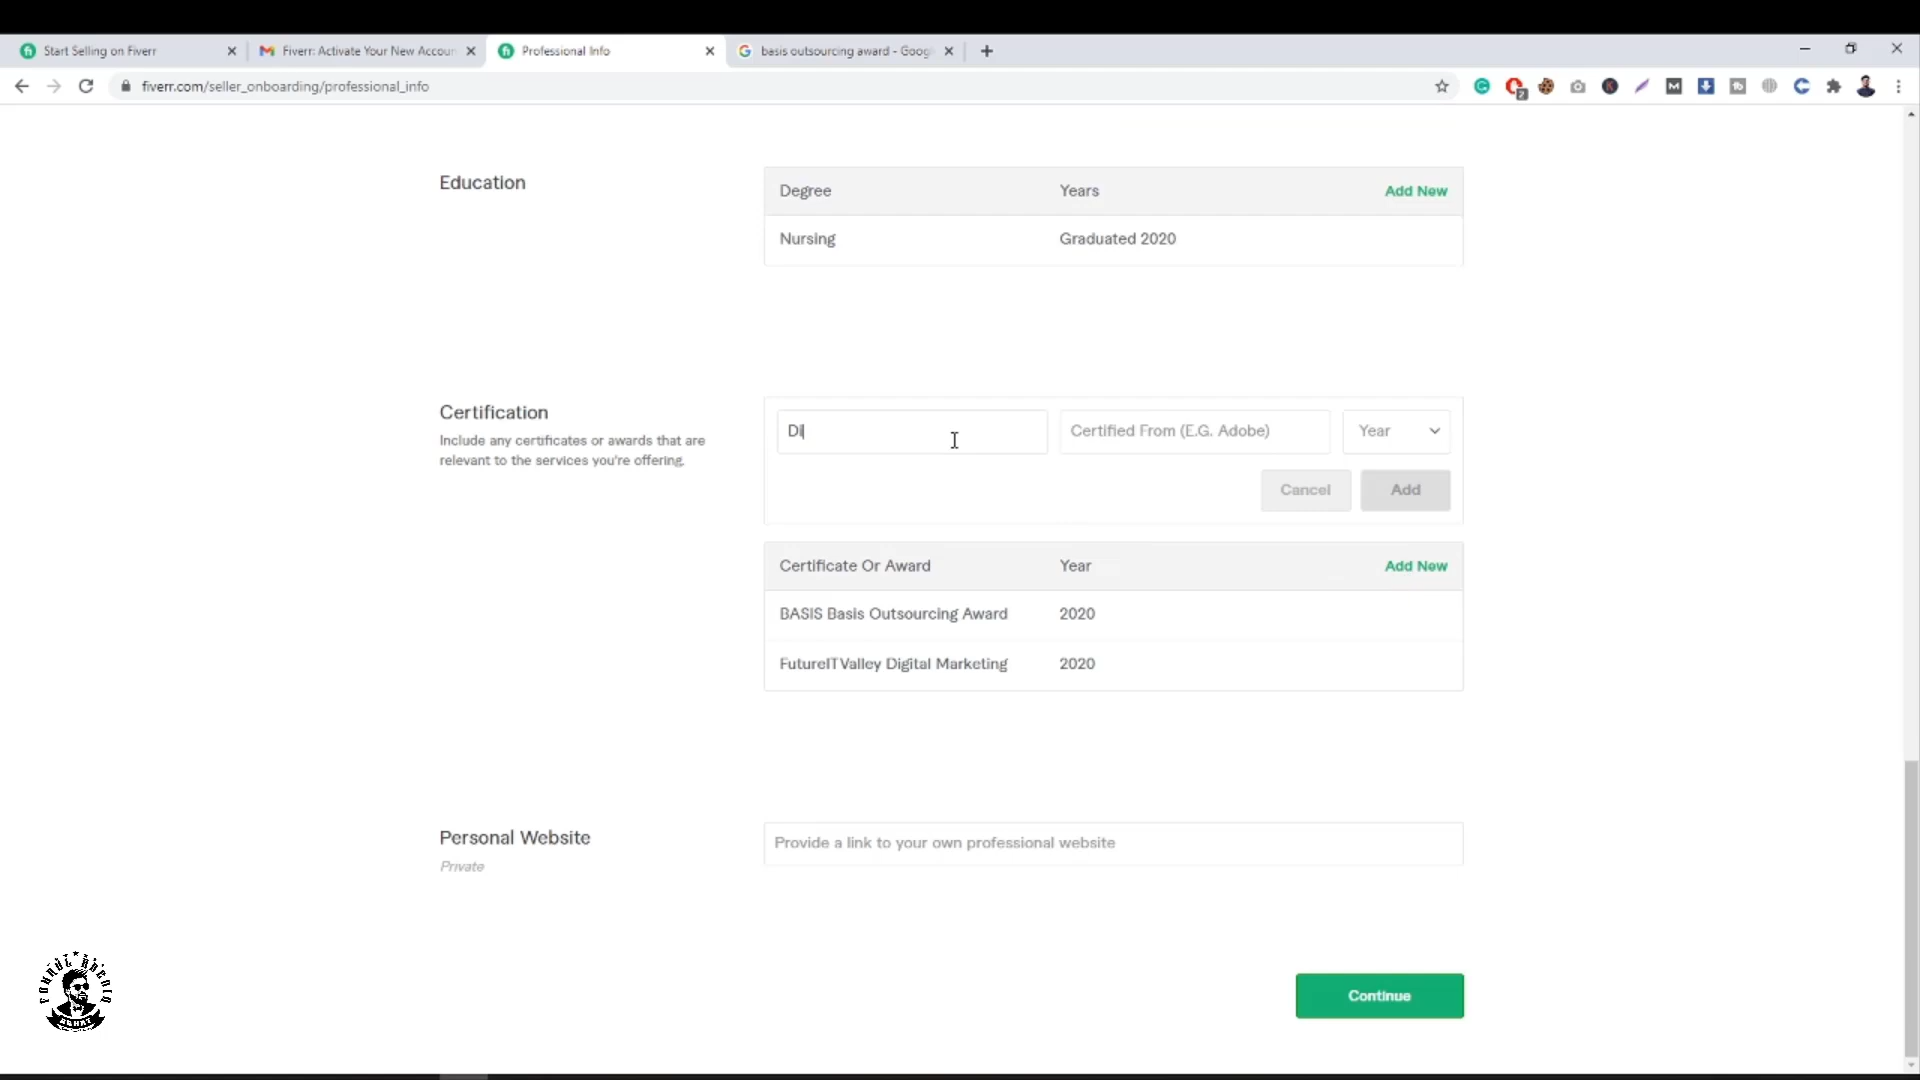 Start Selling on Fiverr
Fiverr: Activate Your New Accoun
Professional Info
basis outsourcing award - Goog
fiverr.com/seller_onboarding/professional_info
2
Education
Degree Years Add New
Nursing Graduated 2020
Certification
Include any certificates or awards that are
relevant to the services you're offering.
Di
Certified From (E.G. Adobe)
Year
Cancel
Add
Certificate Or Award Year Add New
BASIS Basis Outsourcing Award 2020
FutureITValley Digital Marketing 2020
Personal Website
Private
Provide a link to your own professional website
Continue